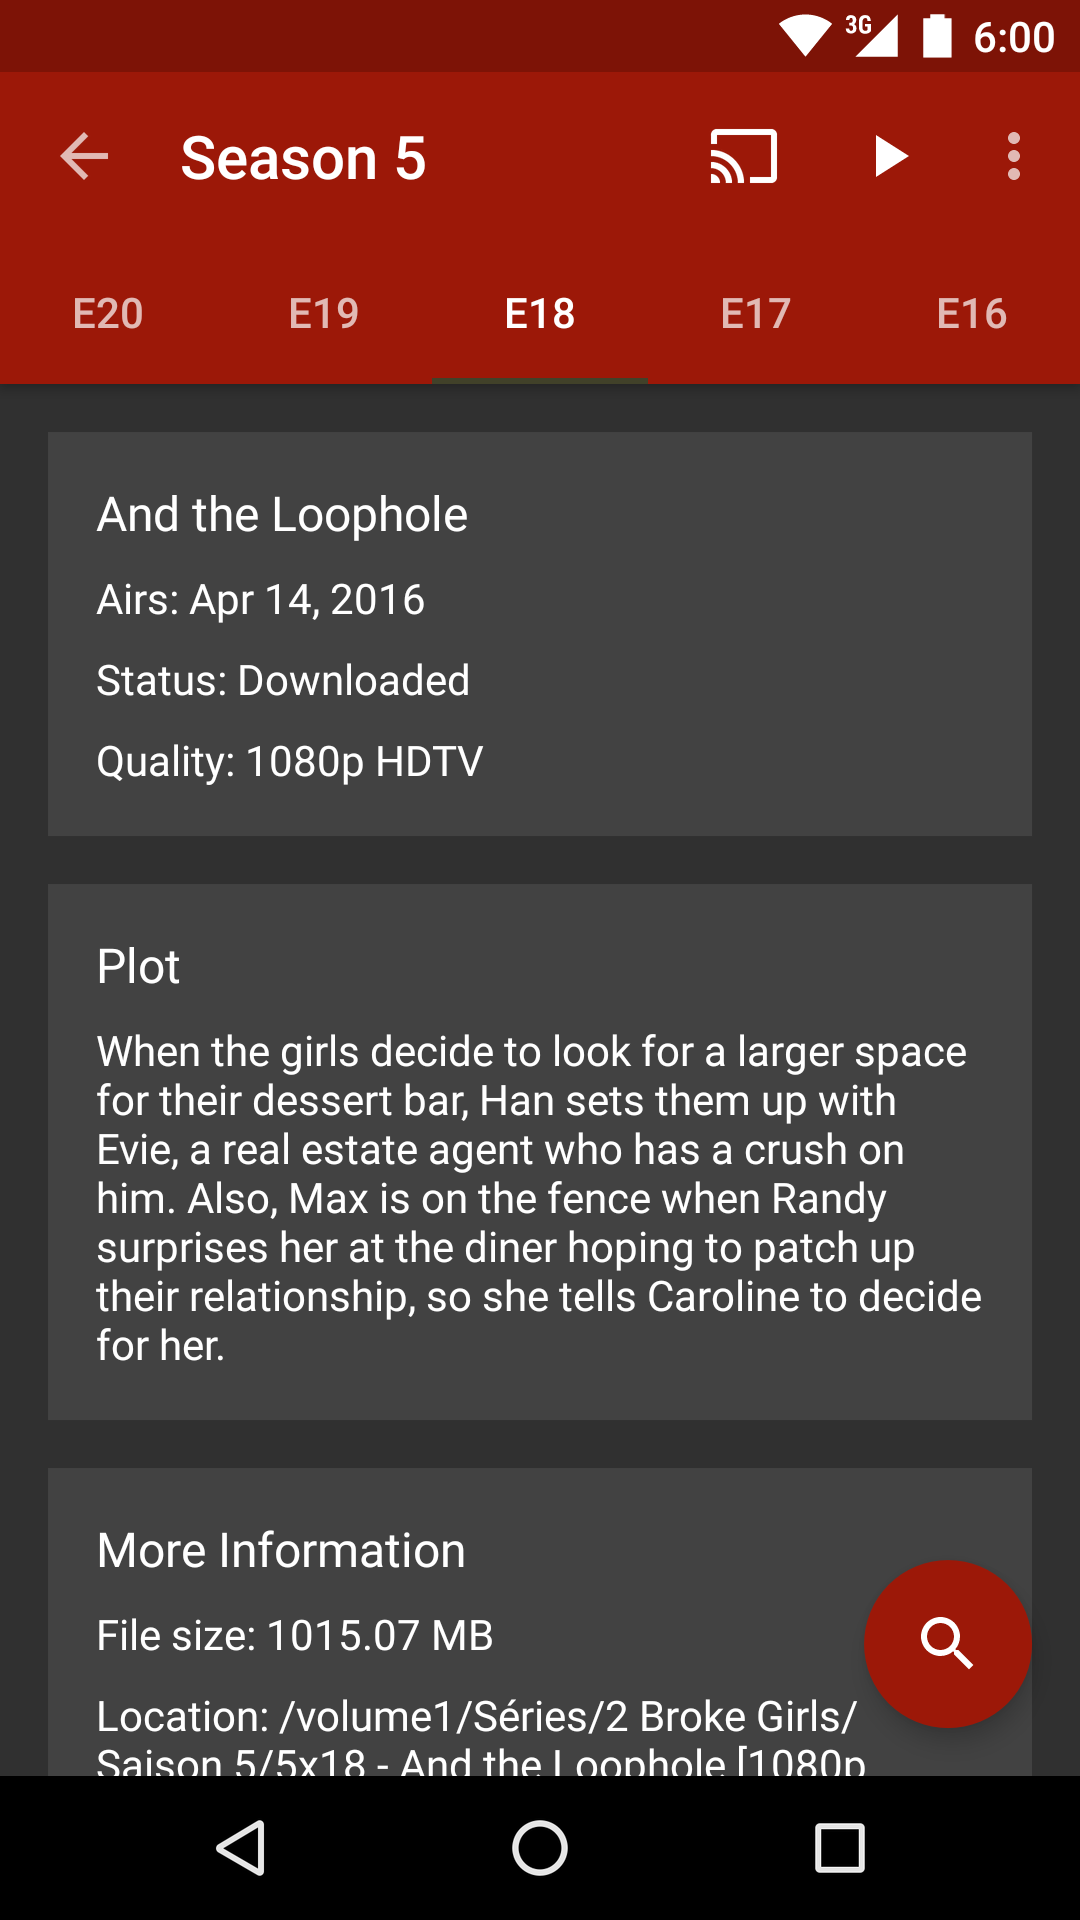 3G 6:00
Season 5
E20 E19 E18 E17 E16
And the Loophole
Airs: Apr 14, 2016
Status: Downloaded
Quality: 1080p HDTV
Plot
When the girls decide to look for a larger space
for their dessert bar, Han sets them up with
Evie, a real estate agent who has a crush on
him. Also, Max is on the fence when Randy
surprises her at the diner hoping to patch up
their relationship, so she tells Caroline to decide
for her.
More Information
File size: 1015.07 MB
Location: /volume1/Séries/2 Broke Girls/
Saison 5/5x18 - And the Loophole [1080p